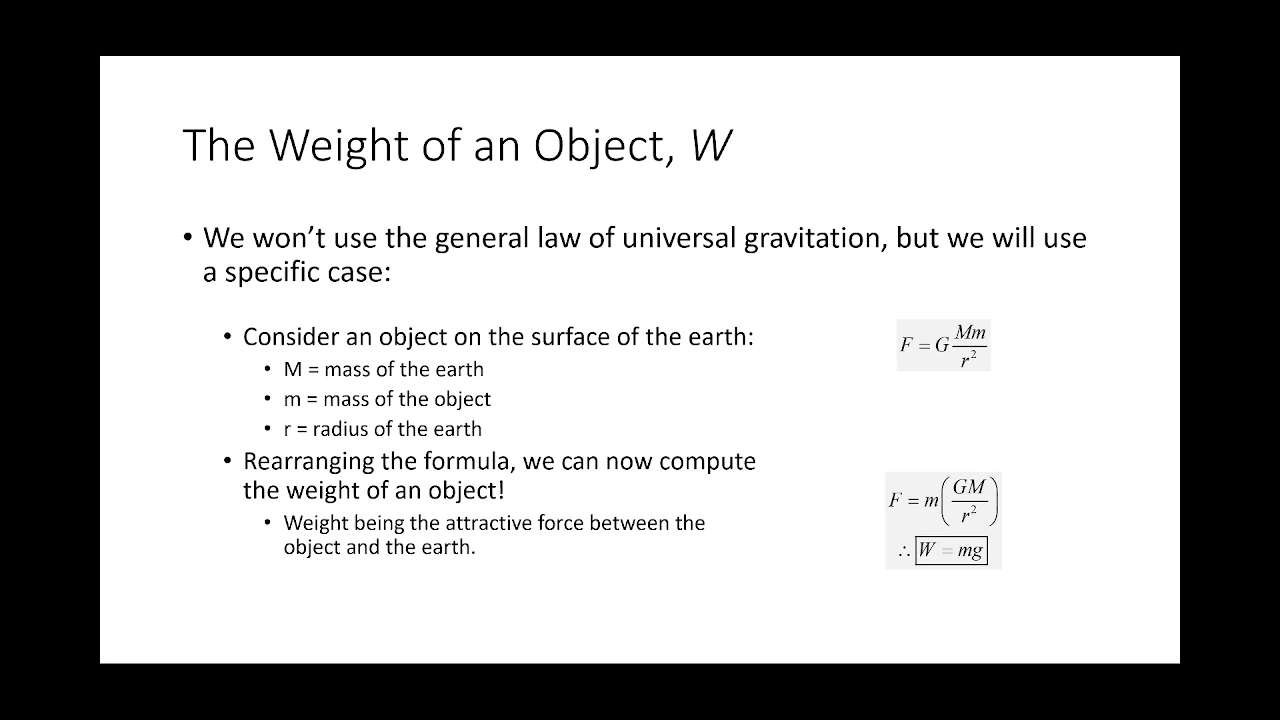 The Weight of an Object, W
• We won't use the general law of universal gravitation, but we will use
a specific case:
• Consider an object on the surface of the earth:
F = G Mm/r²
• M = mass of the earth
• m = mass of the object
• r = radius of the earth
• Rearranging the formula, we can now compute
the weight of an object!
F = m(GM/r²)
• Weight being the attractive force between the
object and the earth.
∴ W = mg